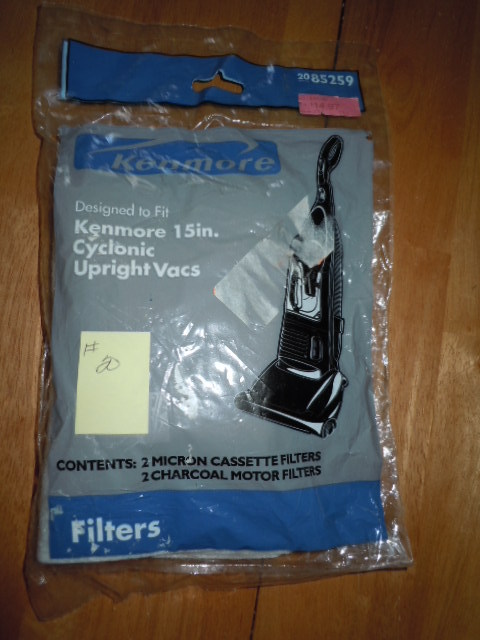 20 85259
Kenmore
Designed to Fit
Kenmore 15in.
Cyclonic
Upright Vacs
#
20
CONTENTS: 2 MICRON CASSETTE FILTERS
2 CHARCOAL MOTOR FILTERS
Filters